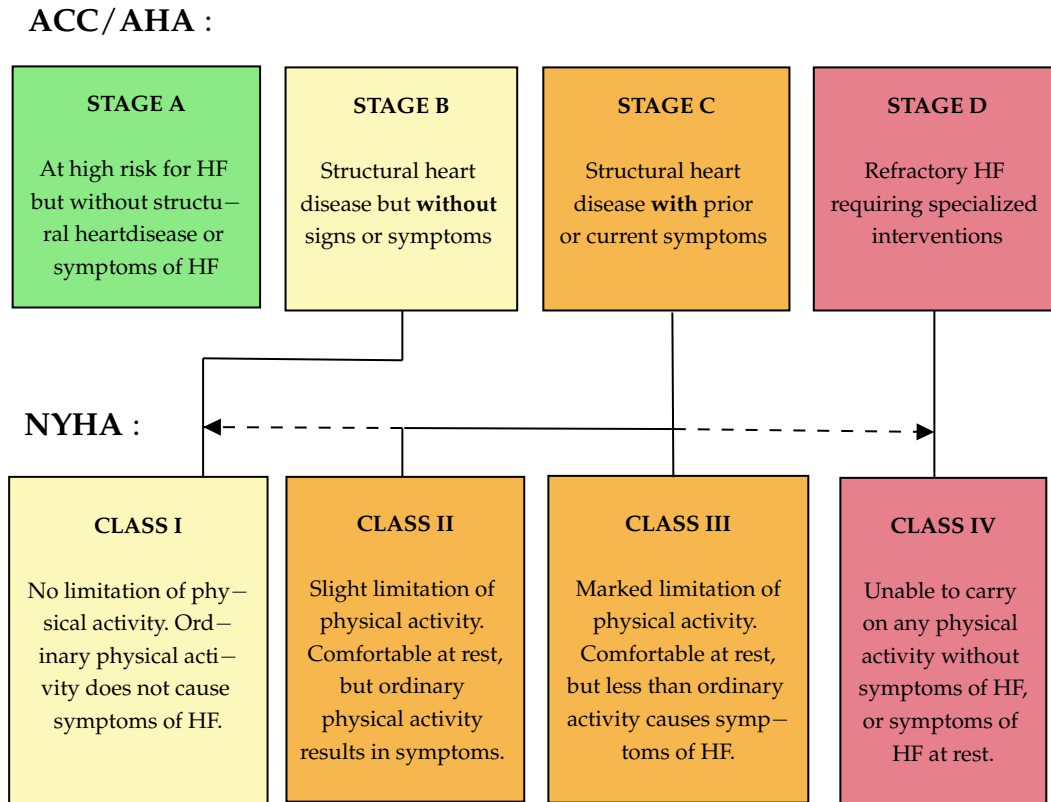 ACC/AHA :
STAGE A
At high risk for HF
but without structu−
ral heartdisease or
symptoms of HF
STAGE B
Structural heart
disease but without
signs or symptoms
STAGE C
Structural heart
disease with prior
or current symptoms
STAGE D
Refractory HF
requiring specialized
interventions
NYHA :
CLASS I
No limitation of phy−
sical activity. Ord−
inary physical acti−
vity does not cause
symptoms of HF.
CLASS II
Slight limitation of
physical activity.
Comfortable at rest,
but ordinary
physical activity
results in symptoms.
CLASS III
Marked limitation of
physical activity.
Comfortable at rest,
but less than ordinary
activity causes symp−
toms of HF.
CLASS IV
Unable to carry
on any physical
activity without
symptoms of HF,
or symptoms of
HF at rest.